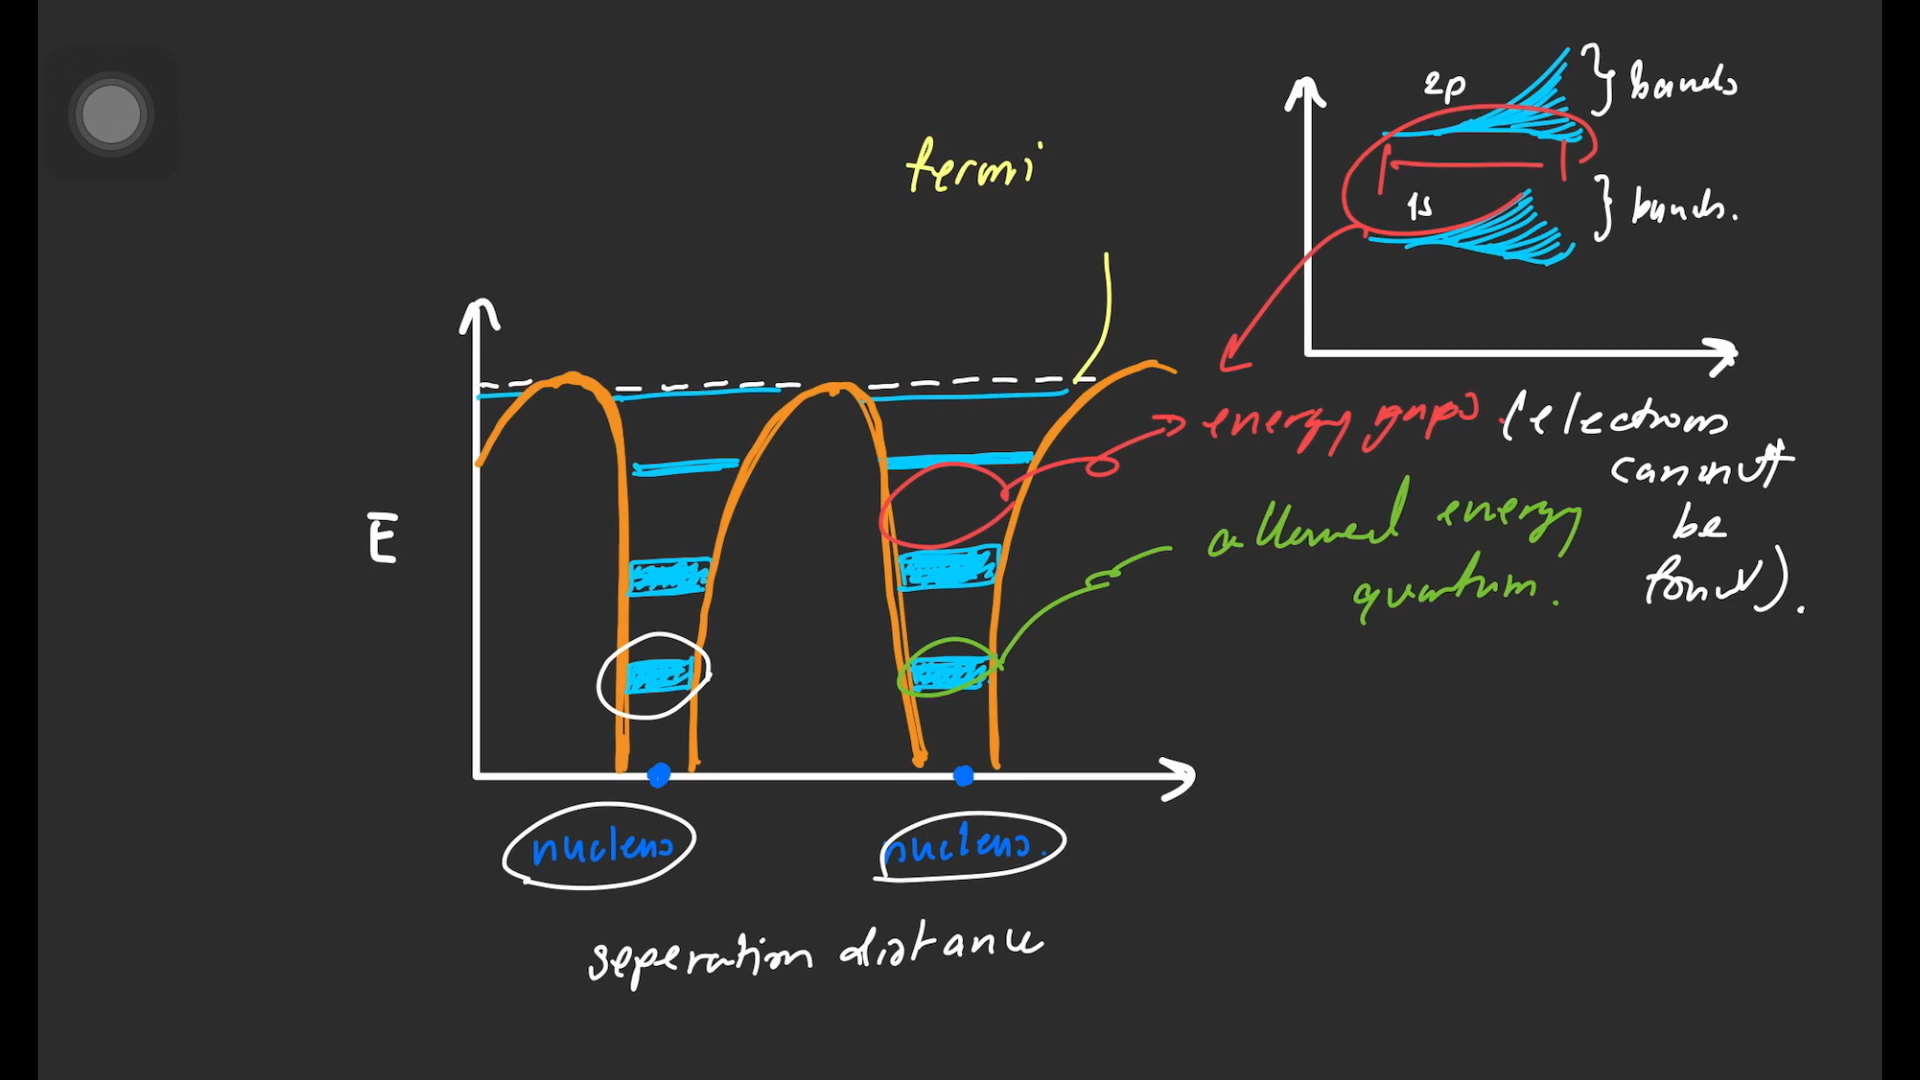 2p
} bands
fermi
1s
} bands.
energy gaps. (electrons
cannot
be
found).
E
allowed energy
quantum.
nucleus
nucleus.
seperation distance